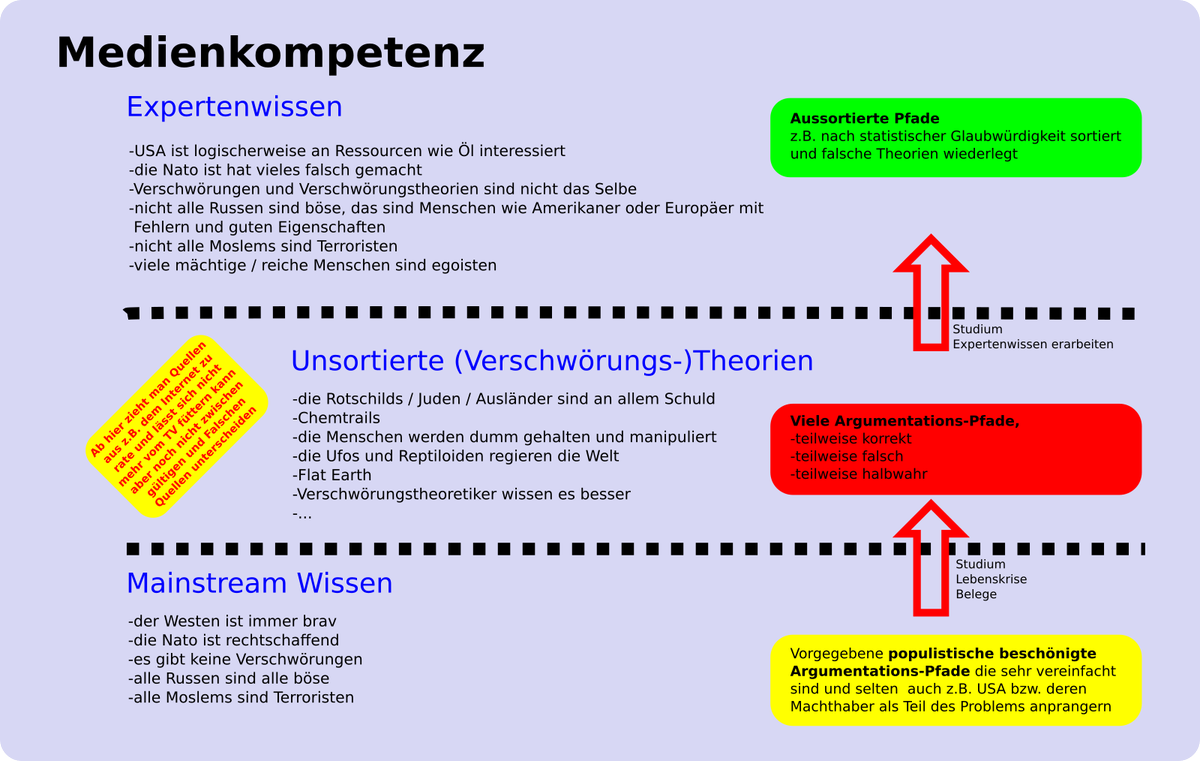 Medienkompetenz
Expertenwissen
-USA ist logischerweise an Ressourcen wie Öl interessiert
-die Nato ist hat vieles falsch gemacht
-Verschwörungen und Verschwörungstheorien sind nicht das Selbe
-nicht alle Russen sind böse, das sind Menschen wie Amerikaner oder Europäer mit
Fehlern und guten Eigenschaften
-nicht alle Moslems sind Terroristen
-viele mächtige / reiche Menschen sind egoisten
Aussortierte Pfade
z.B. nach statistischer Glaubwürdigkeit sortiert
und falsche Theorien wiederlegt
Studium
Expertenwissen erarbeiten
Ab hier zieht man Quellen
aus z.B. dem Internet zu
rate und lässt sich nicht
mehr vom TV füttern kann
aber noch nicht zwischen
gültigen und Falschen
Quellen unterscheiden
Unsortierte (Verschwörungs-)Theorien
-die Rotschilds / Juden / Ausländer sind an allem Schuld
-Chemtrails
-die Menschen werden dumm gehalten und manipuliert
-die Ufos und Reptiloiden regieren die Welt
-Flat Earth
-Verschwörungstheoretiker wissen es besser
-...
Viele Argumentations-Pfade,
-teilweise korrekt
-teilweise falsch
-teilweise halbwahr
Studium
Lebenskrise
Belege
Mainstream Wissen
-der Westen ist immer brav
-die Nato ist rechtschaffend
-es gibt keine Verschwörungen
-alle Russen sind alle böse
-alle Moslems sind Terroristen
Vorgegebene populistische beschönigte
Argumentations-Pfade die sehr vereinfacht
sind und selten auch z.B. USA bzw. deren
Machthaber als Teil des Problems anprangern